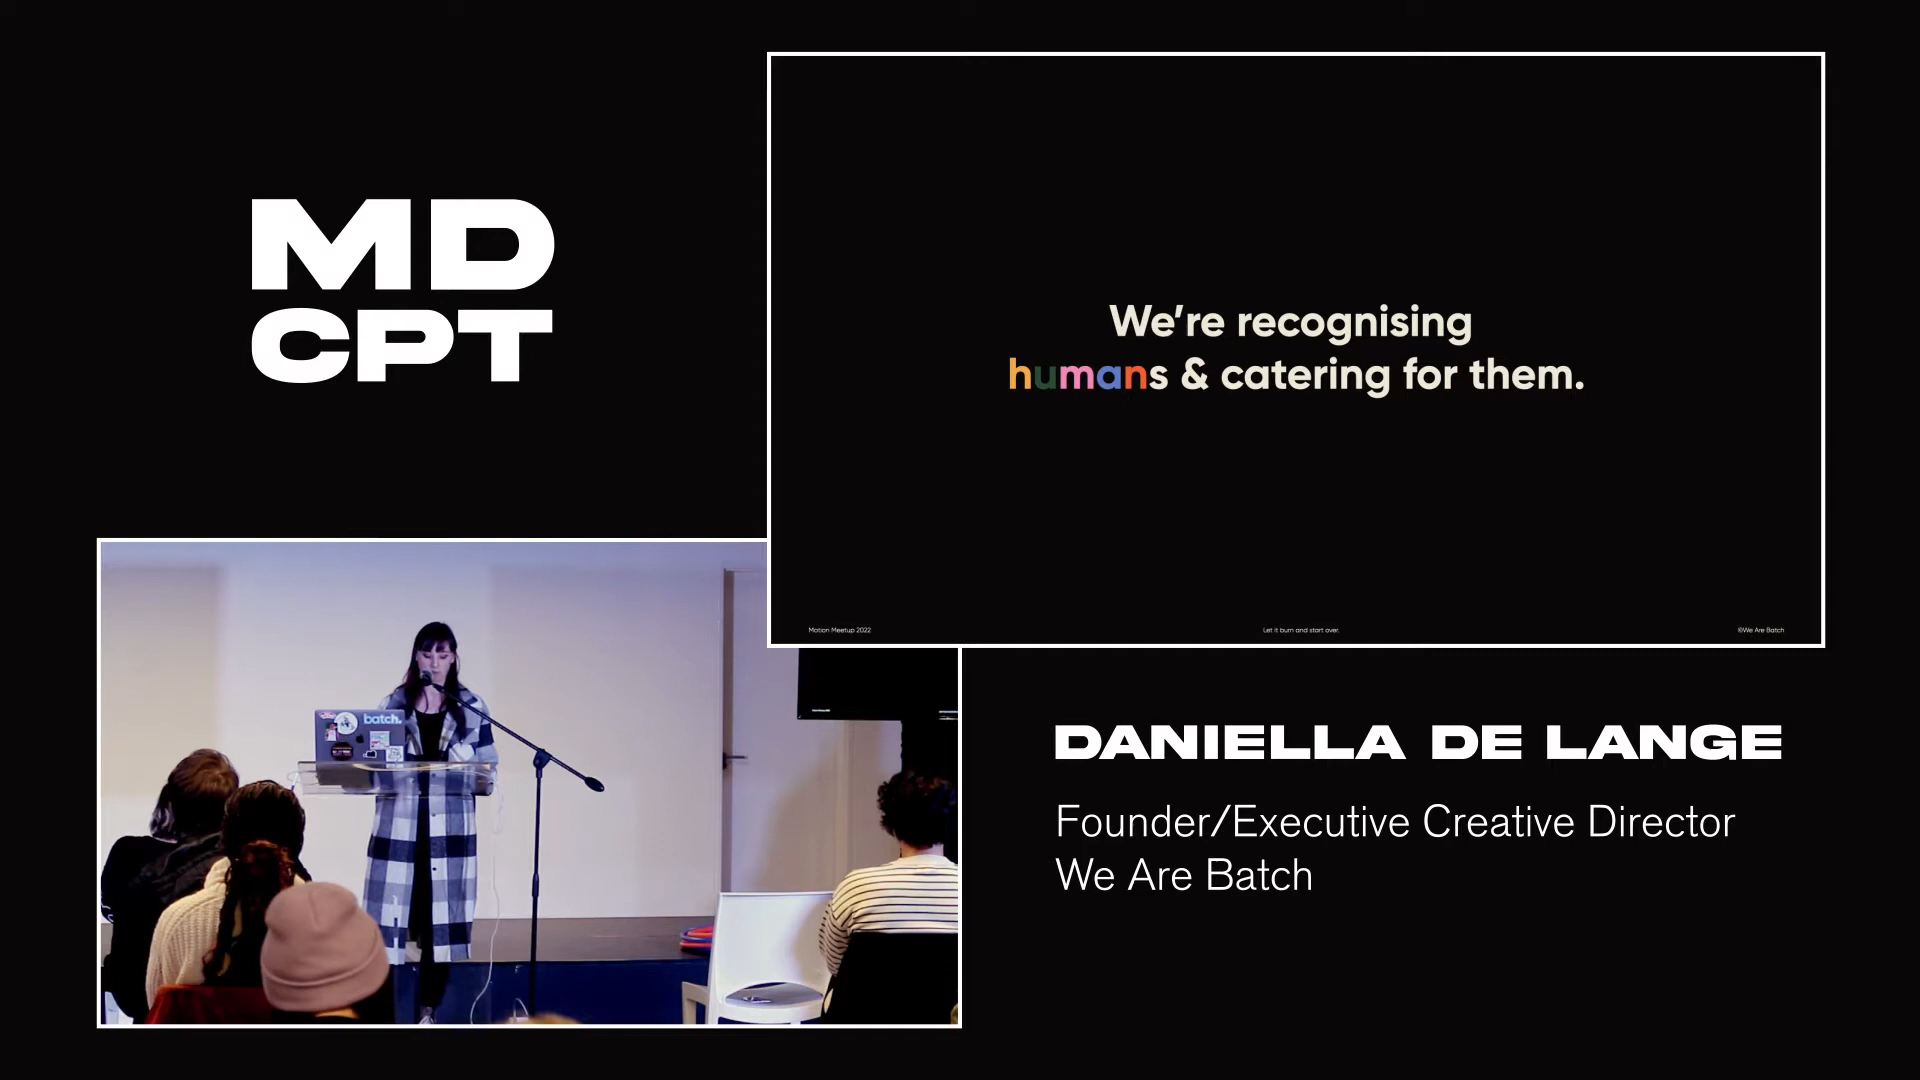 MD
CPT
We're recognising
humans & catering for them.
Motion Meetup 2022
Let it burn and start over.
©We Are Batch
batch.
DANIELLA DE LANGE
Founder/Executive Creative Director
We Are Batch